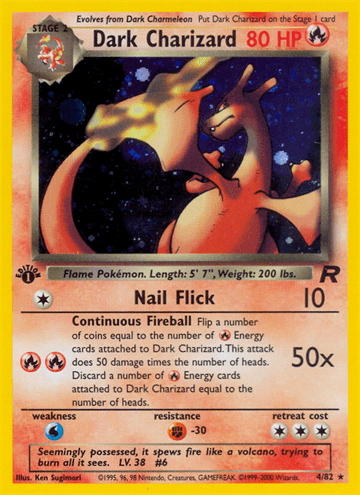 Evolves from Dark Charmeleon Put Dark Charizard on the Stage 1 card
STAGE 2
Dark Charizard 80 HP
EDITION
1
Flame Pokémon. Length: 5' 7", Weight: 200 lbs.
R
Nail Flick 10
Continuous Fireball Flip a number
of coins equal to the number of Energy
cards attached to Dark Charizard. This attack
does 50 damage times the number of heads.
Discard a number of Energy cards
attached to Dark Charizard equal to the
number of heads.
50x
weakness resistance retreat cost
-30
Seemingly possessed, it spews fire like a volcano, trying to
burn all it sees. LV. 38 #6
Illus. Ken Sugimori ©1995, 96, 98 Nintendo, Creatures, GAMEFREAK. ©1999-2000 Wizards. 4/82 ★